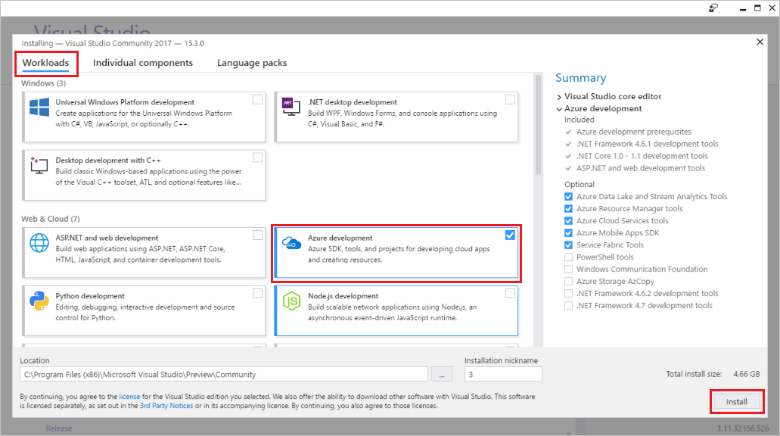 Visual Studio
Installing — Visual Studio Community 2017 — 15.3.0
Workloads
Individual components
Language packs
Windows (3)
Universal Windows Platform development
Create applications for the Universal Windows Platform
with C#, VB, JavaScript, or optionally C++.
.NET
.NET desktop development
Build WPF, Windows Forms, and console applications using
C#, Visual Basic, and F#.
Desktop development with C++
Build classic Windows-based applications using the power
of the Visual C++ toolset, ATL, and optional features like...
Web & Cloud (7)
ASP.NET and web development
Build web applications using ASP.NET, ASP.NET Core,
HTML, JavaScript, and container development tools.
Azure development
Azure SDK, tools, and projects for developing cloud apps
and creating resources.
Python development
Editing, debugging, interactive development and source
control for Python.
JS
Node.js development
Build scalable network applications using Node.js, an
asynchronous event-driven JavaScript runtime.
Summary
Visual Studio core editor
Azure development
Included
Azure development prerequisites
.NET Framework 4.6.1 development tools
.NET Core 1.0 - 1.1 development tools
ASP.NET and web development tools
Optional
Azure Data Lake and Stream Analytics Tools
Azure Resource Manager tools
Azure Cloud Services tools
Azure Mobile Apps SDK
Service Fabric Tools
PowerShell tools
Windows Communication Foundation
Azure Storage AzCopy
.NET Framework 4.6.2 development tools
.NET Framework 4.7 development tools
Location
C:\Program Files (x86)\Microsoft Visual Studio\Preview\Community
...
Installation nickname
3
Total install size: 4.66 GB
By continuing, you agree to the license for the Visual Studio edition you selected. We also offer the ability to download other software with Visual Studio. This software
is licensed separately, as set out in the 3rd Party Notices or in its accompanying license. By continuing, you also agree to those licenses.
Install
Release
1.11.32156.526